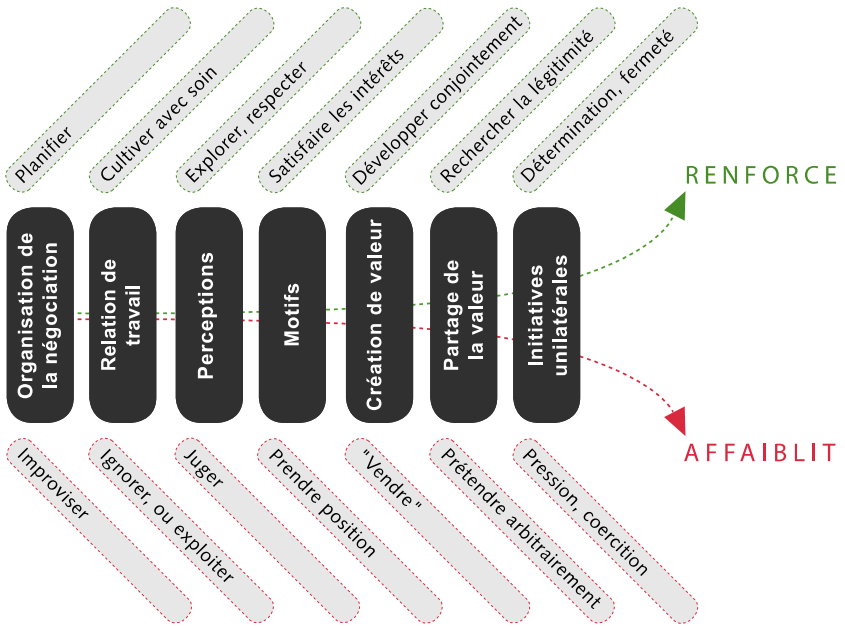 Planifier
Cultiver avec soin
Explorer, respecter
Satisfaire les intérêts
Développer conjointement
Rechercher la légitimité
Détermination, fermeté
RENFORCE
Organisation de
la négociation
Relation de
travail
Perceptions
Motifs
Création de valeur
Partage de
la valeur
Initiatives
unilatérales
AFFAIBLIT
Improviser
Ignorer, ou exploiter
Juger
Prendre position
"Vendre"
Prétendre arbitrairement
Pression, coercition